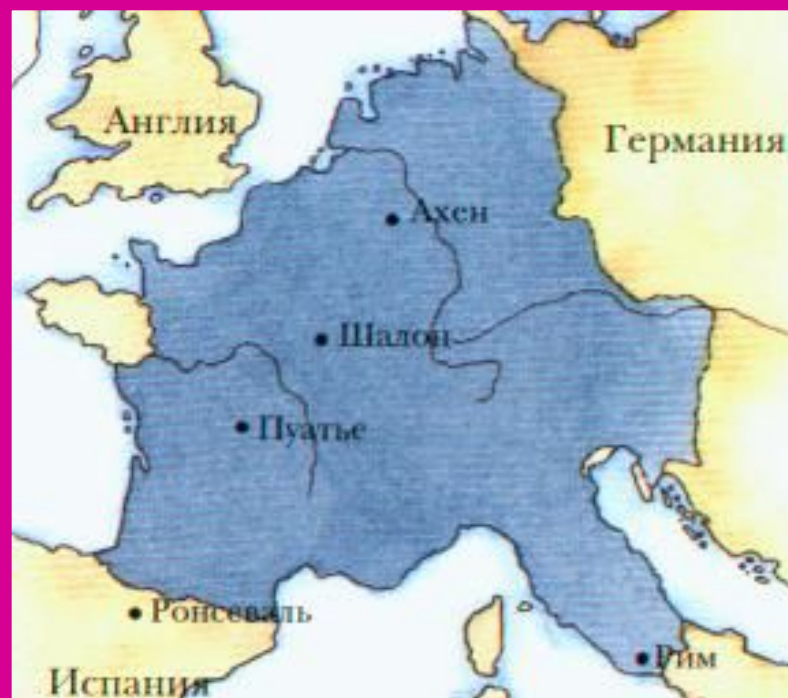 Англия
Германия
Ахен
Шалон
Пуатье
Ронсеваль
Рим
Испания